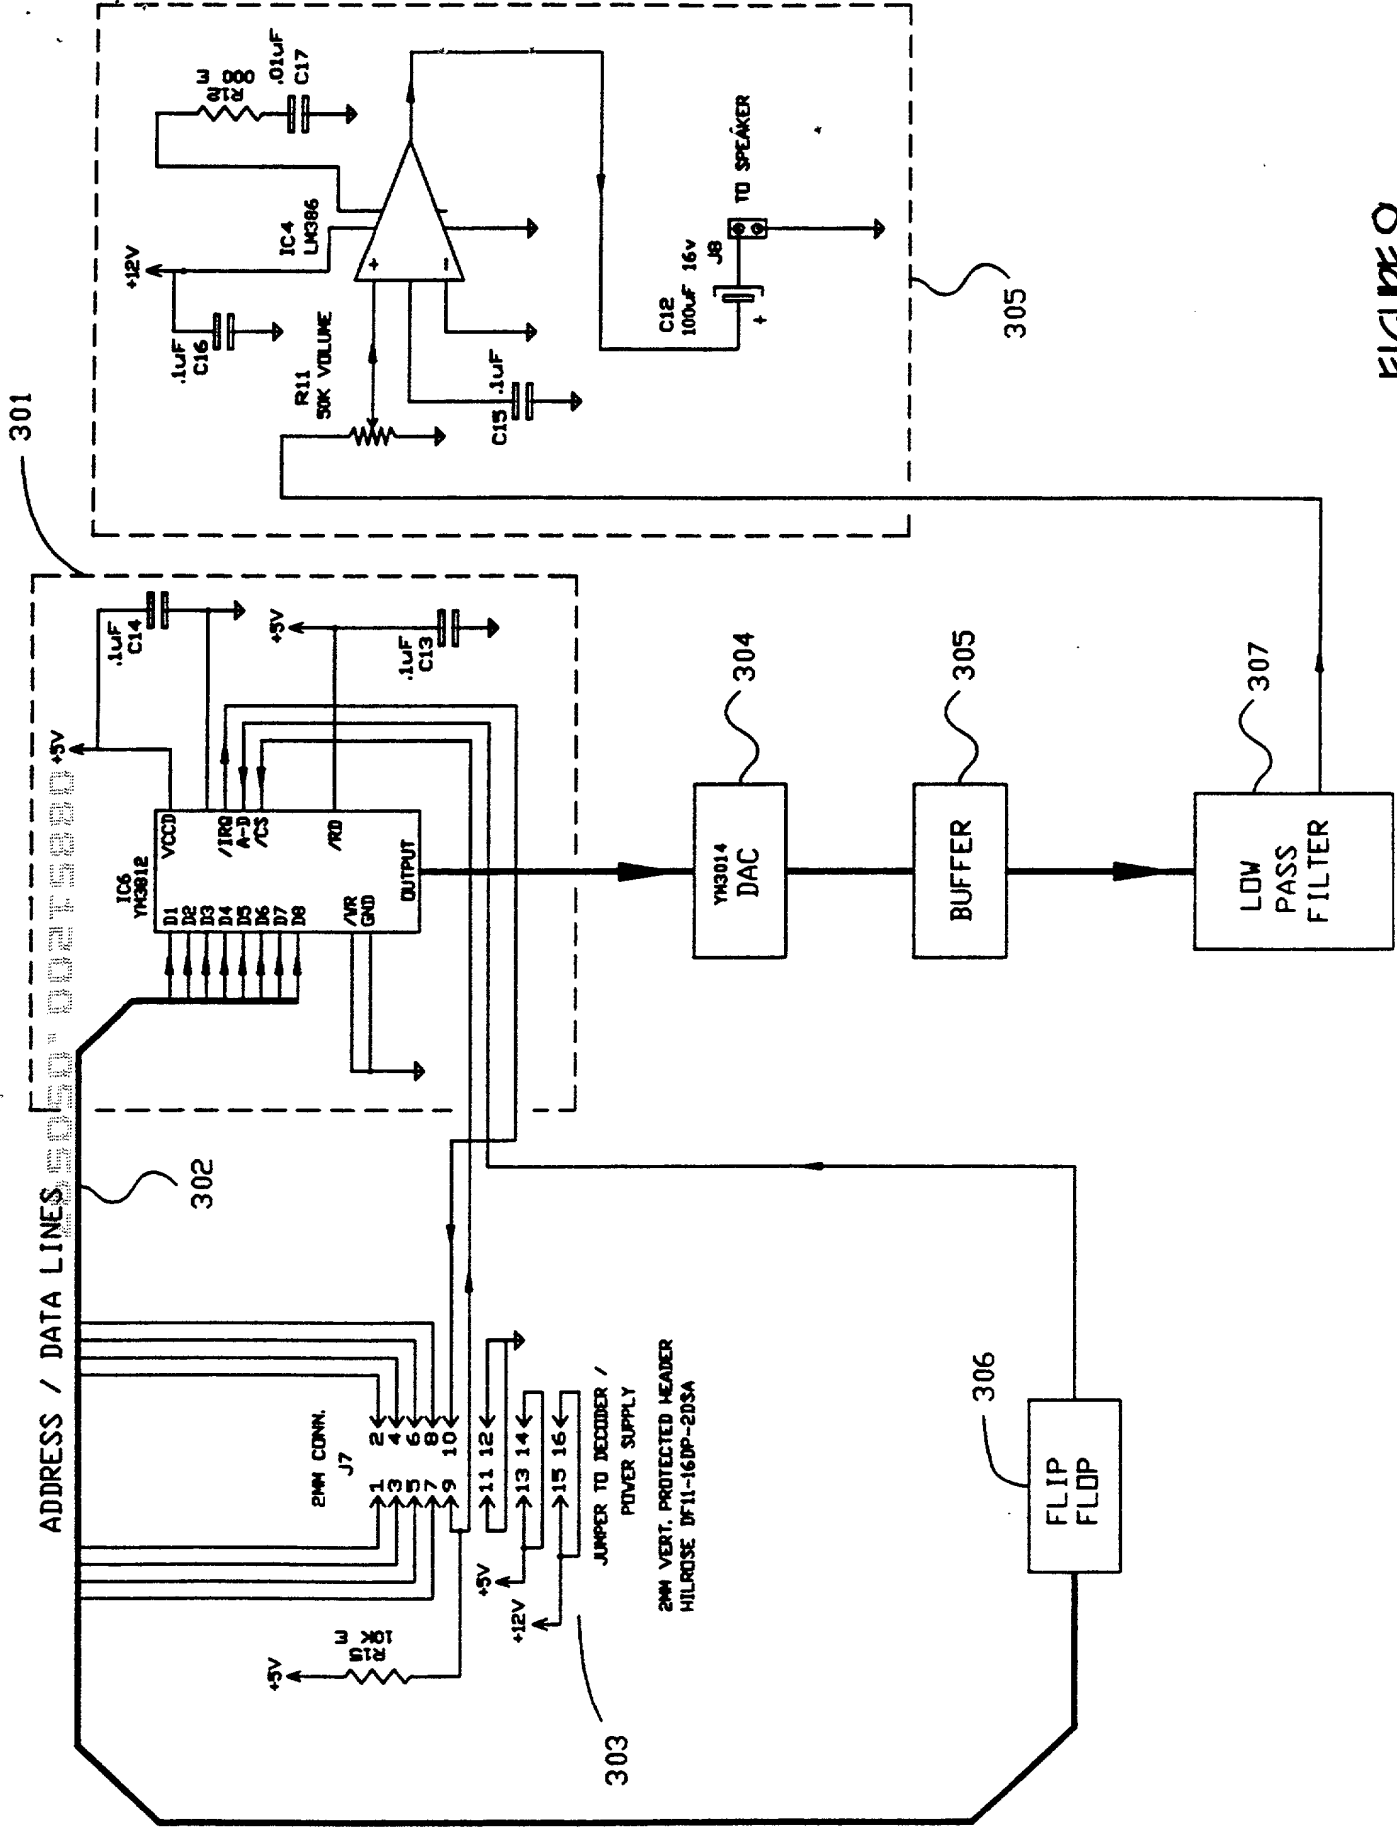 ADDRESS / DATA LINES
302
301
+5V
.1uF
C14
+5V
.1uF
C13
IC6
YM3812
D1
D2
D3
D4
D5
D6
D7
D8
VCCD
/IRQ
A-D
/CS
/RD
/WR
GND
OUTPUT
2MM CONN.
J7
1 2
3 4
5 6
7 8
9 10
11 12
13 14
15 16
+5V
10K
+5V
+12V
JUMPER TO DECODER /
POWER SUPPLY
303
2MM VERT. PROTECTED HEADER
HILROSE DF11-16DP-2DSA
+12V
.1uF
C16
R12
.01uF
C17
IC4
LM386
+
-
R11
50K VOLUME
C15 .1uF
C12
100uF 16v
+
J8
TO SPEAKER
305
YM3014
DAC
304
BUFFER
305
LOW
PASS
FILTER
307
FLIP
FLOP
306